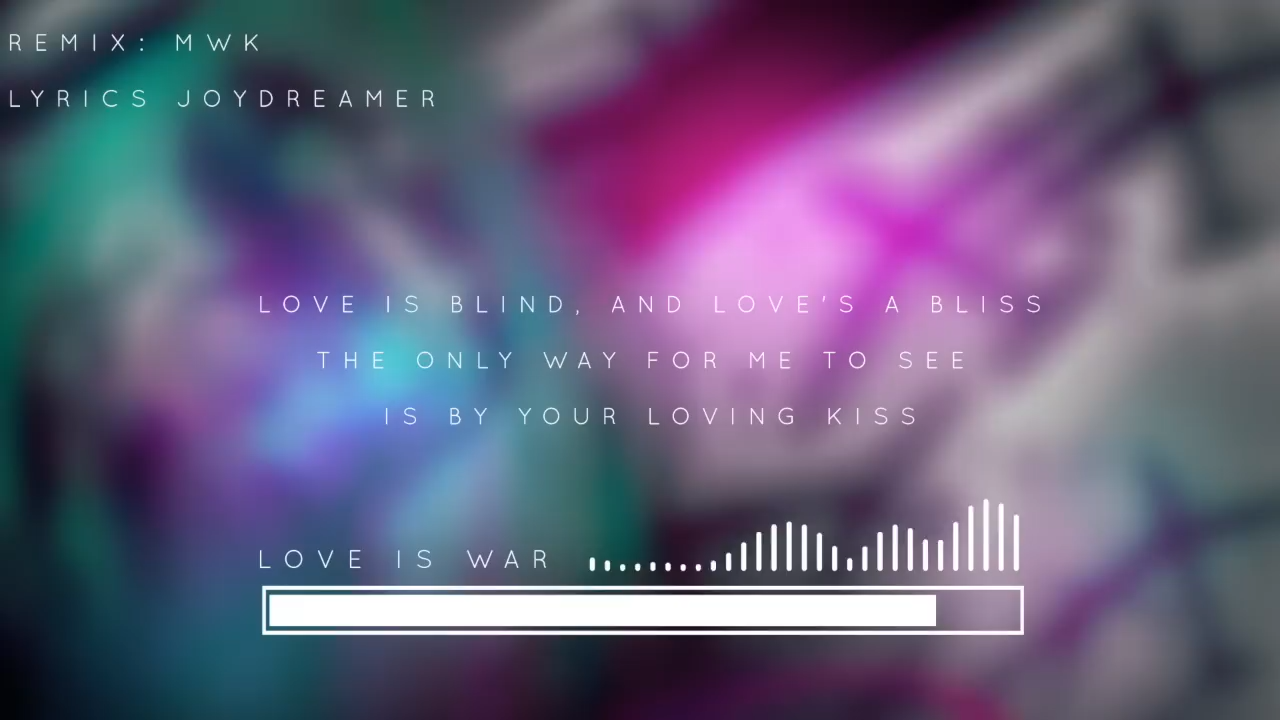 REMIX: MWK
LYRICS JOYDREAMER
LOVE IS BLIND, AND LOVE'S A BLISS
THE ONLY WAY FOR ME TO SEE
IS BY YOUR LOVING KISS
LOVE IS WAR